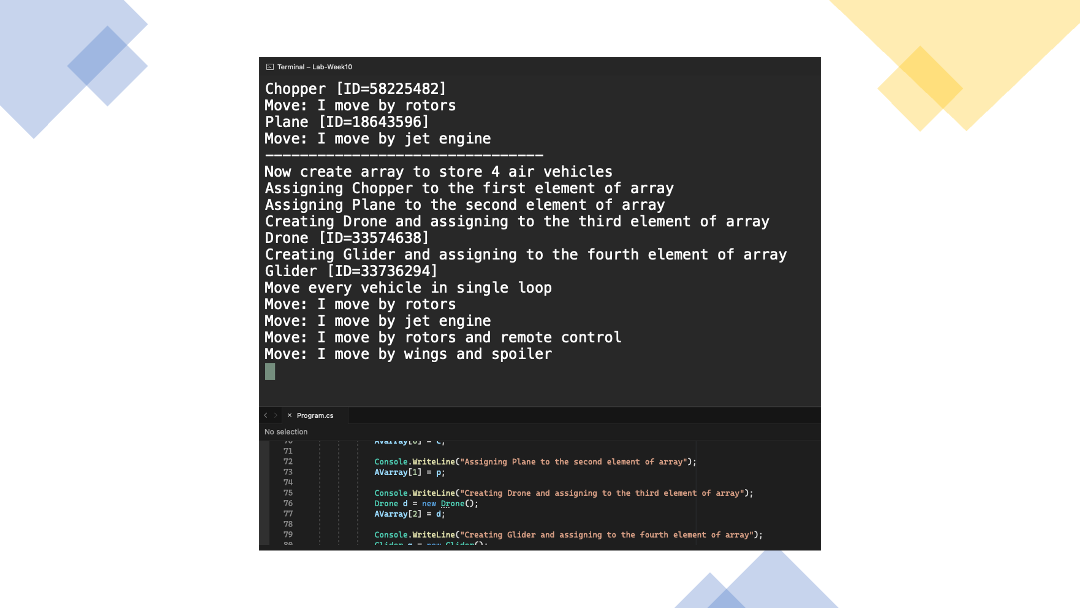 Terminal – Lab-Week10
Chopper [ID=58225482]
Move: I move by rotors
Plane [ID=18643596]
Move: I move by jet engine
--------------------------------
Now create array to store 4 air vehicles
Assigning Chopper to the first element of array
Assigning Plane to the second element of array
Creating Drone and assigning to the third element of array
Drone [ID=33574638]
Creating Glider and assigning to the fourth element of array
Glider [ID=33736294]
Move every vehicle in single loop
Move: I move by rotors
Move: I move by jet engine
Move: I move by rotors and remote control
Move: I move by wings and spoiler
< > × Program.cs
No selection
71
72 Console.WriteLine("Assigning Plane to the second element of array");
73 AVarray[1] = p;
74
75 Console.WriteLine("Creating Drone and assigning to the third element of array");
76 Drone d = new Drone();
77 AVarray[2] = d;
78
79 Console.WriteLine("Creating Glider and assigning to the fourth element of array");